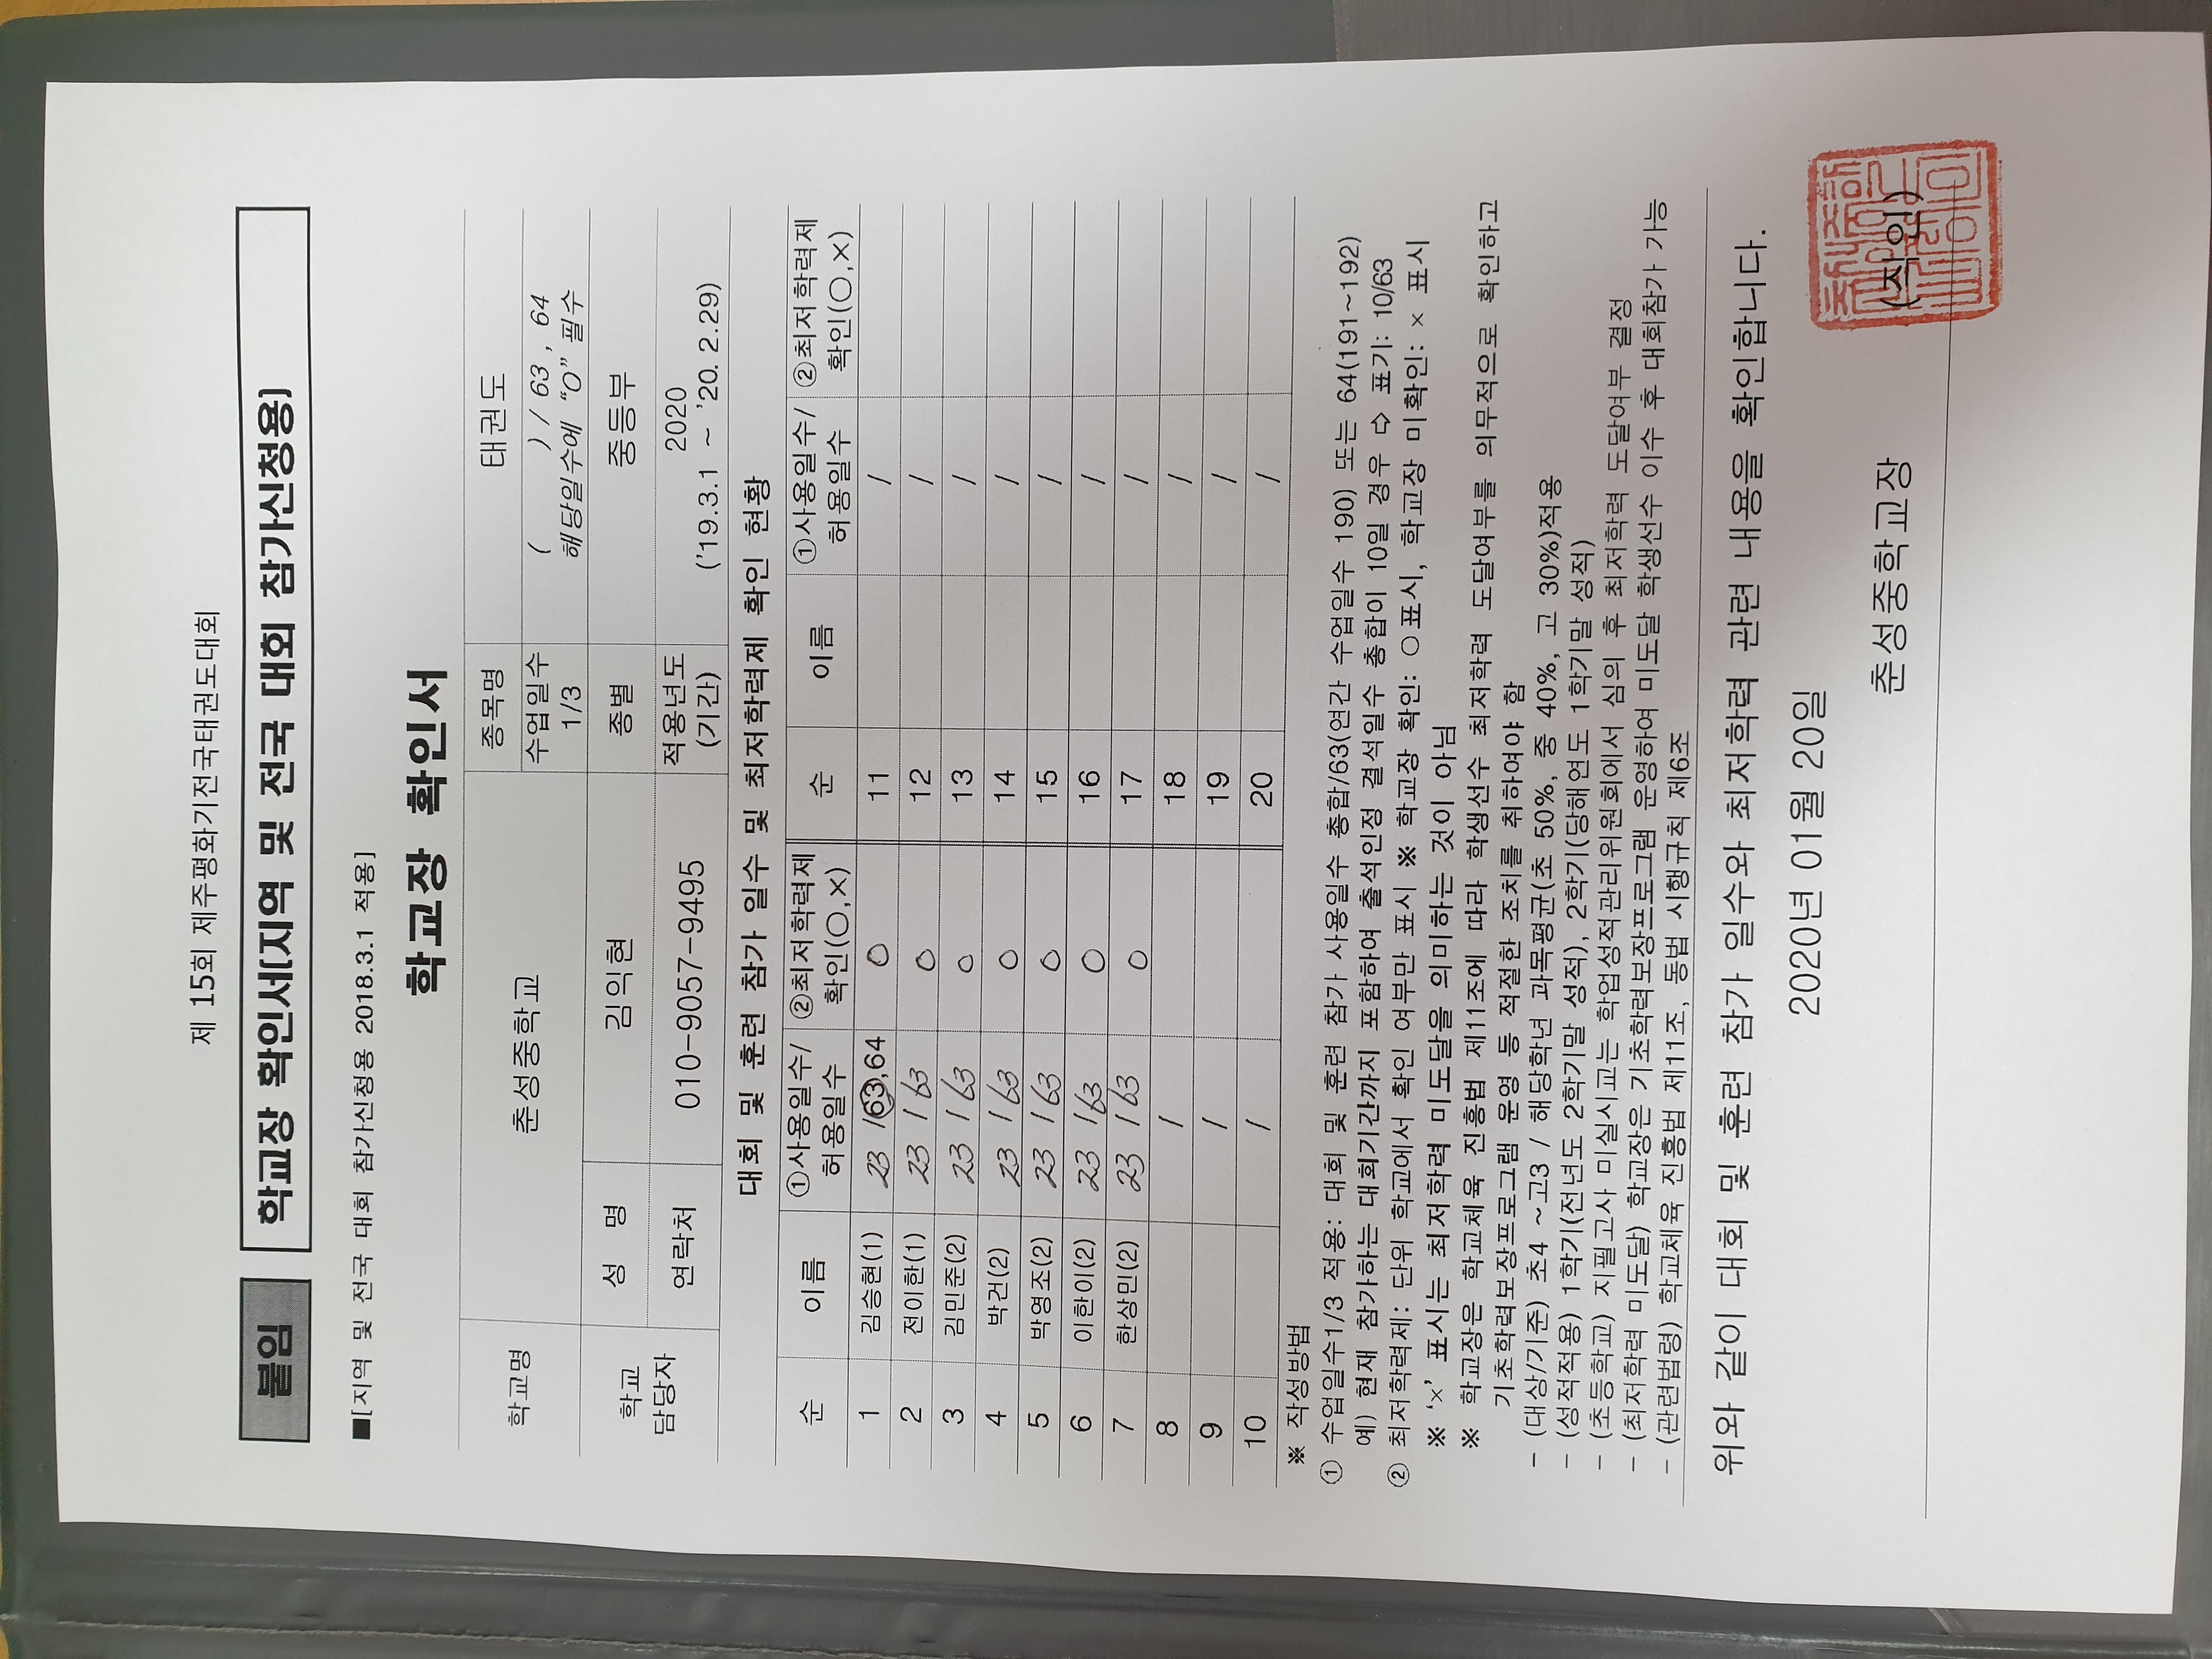 제 15회 제주평화기전국태권도대회
붙임 학교장 확인서[지역 및 전국 대회 참가신청용]
■[지역 및 전국 대회 참가신청용 2018.3.1 적용]
학교장 확인서
학교명 춘성중학교 종목명 태권도
수업일수 1/3 ( ) / 63 , 64
해당일수에 “O” 필수
학교 담당자 성 명 김익현 종별 중등부
연락처 010-9057-9495 적용년도 (기간) 2020
('19.3.1 ~ '20. 2.29)
대회 및 훈련 참가 일수 및 최저학력제 확인 현황
순 이름 ①사용일수/허용일수 ②최저학력제 확인(○,×) 순 이름 ①사용일수/허용일수 ②최저학력제 확인(○,×)
1 김승현(1) 23 /63,64 ○ 11 /
2 전이한(1) 23 / 63 ○ 12 /
3 김민준(2) 23 / 63 ○ 13 /
4 박건(2) 23 / 63 ○ 14 /
5 박영조(2) 23 / 63 ○ 15 /
6 이한이(2) 23 / 63 ○ 16 /
7 한상민(2) 23 / 63 ○ 17 /
8 / 18 /
9 / 19 /
10 / 20 /
※ 작성방법
① 수업일수1/3 적용: 대회 및 훈련 참가 사용일수 총합/63(연간 수업일수 190) 또는 64(191~192)
예) 현재 참가하는 대회기간까지 포함하여 출석인정 결석일수 총합이 10일 경우 ⇨ 표기: 10/63
② 최저학력제: 단위 학교에서 확인 여부만 표시 ※ 학교장 확인: ○표시, 학교장 미확인: × 표시
※ ‘×’ 표시는 최저학력 미도달을 의미하는 것이 아님
※ 학교장은 학교체육 진흥법 제11조에 따라 학생선수 최저학력 도달여부를 의무적으로 확인하고
기초학력보장프로그램 운영 등 적절한 조치를 취하여야 함
- (대상/기준) 초4 ~고3 / 해당학년 과목평균(초 50%, 중 40%, 고 30%)적용
- (성적적용) 1학기(전년도 2학기말 성적), 2학기(당해연도 1학기말 성적)
- (초등학교) 지필고사 미실시교는 학업성적관리위원회에서 심의 후 최저학력 도달여부 결정
- (최저학력 미도달) 학교장은 기초학력보장프로그램 운영하여 미도달 학생선수 이수 후 대회참가 가능
- (관련법령) 학교체육 진흥법 제11조, 동법 시행규칙 제6조
위와 같이 대회 및 훈련 참가 일수와 최저학력 관련 내용을 확인합니다.
2020년 01월 20일
춘성중학교장 (직인)